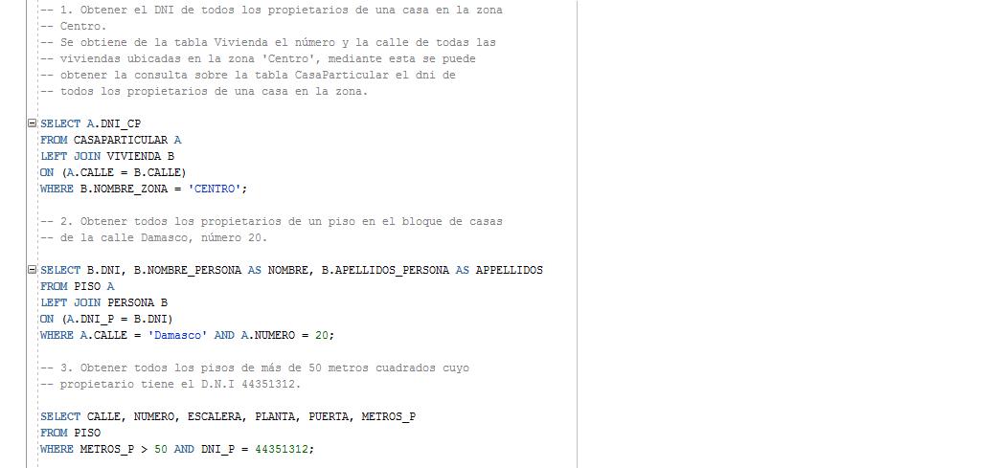 -- 1. Obtener el DNI de todos los propietarios de una casa en la zona
-- Centro.
-- Se obtiene de la tabla Vivienda el número y la calle de todas las
-- viviendas ubicadas en la zona 'Centro', mediante esta se puede
-- obtener la consulta sobre la tabla CasaParticular el dni de
-- todos los propietarios de una casa en la zona.
SELECT A.DNI_CP
FROM CASAPARTICULAR A
LEFT JOIN VIVIENDA B
ON (A.CALLE = B.CALLE)
WHERE B.NOMBRE_ZONA = 'CENTRO';
-- 2. Obtener todos los propietarios de un piso en el bloque de casas
-- de la calle Damasco, número 20.
SELECT B.DNI, B.NOMBRE_PERSONA AS NOMBRE, B.APELLIDOS_PERSONA AS APPELLIDOS
FROM PISO A
LEFT JOIN PERSONA B
ON (A.DNI_P = B.DNI)
WHERE A.CALLE = 'Damasco' AND A.NUMERO = 20;
-- 3. Obtener todos los pisos de más de 50 metros cuadrados cuyo
-- propietario tiene el D.N.I 44351312.
SELECT CALLE, NUMERO, ESCALERA, PLANTA, PUERTA, METROS_P
FROM PISO
WHERE METROS_P > 50 AND DNI_P = 44351312;